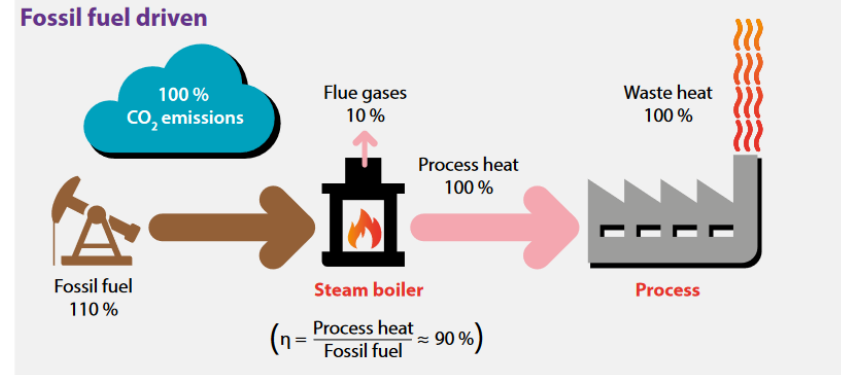 Fossil fuel driven
100 %
CO₂ emissions
Flue gases
10 %
Waste heat
100 %
Process heat
100 %
Fossil fuel
110 %
Steam boiler
Process
(η = Process heat / Fossil fuel ≈ 90 %)